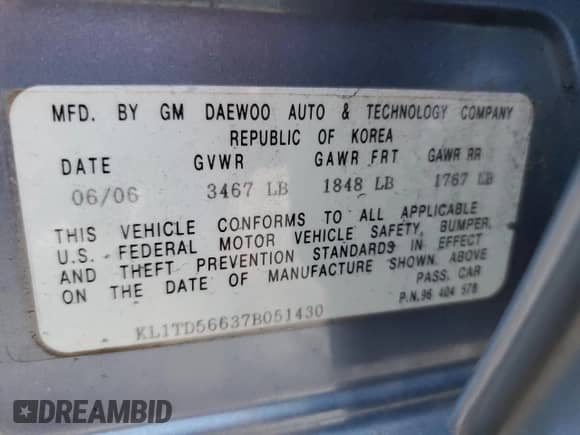 MFD. BY GM DAEWOO AUTO & TECHNOLOGY COMPANY
REPUBLIC OF KOREA
DATE GVWR GAWR FRT GAWR RR
06/06 3467 LB 1848 LB 1767 LB
THIS VEHICLE CONFORMS TO ALL APPLICABLE
U.S. FEDERAL MOTOR VEHICLE SAFETY, BUMPER,
AND THEFT PREVENTION STANDARDS IN EFFECT
ON THE DATE OF MANUFACTURE SHOWN ABOVE
PASS. CAR
P.N.96 404 578
KL1TD56637B051430
DREAMBID